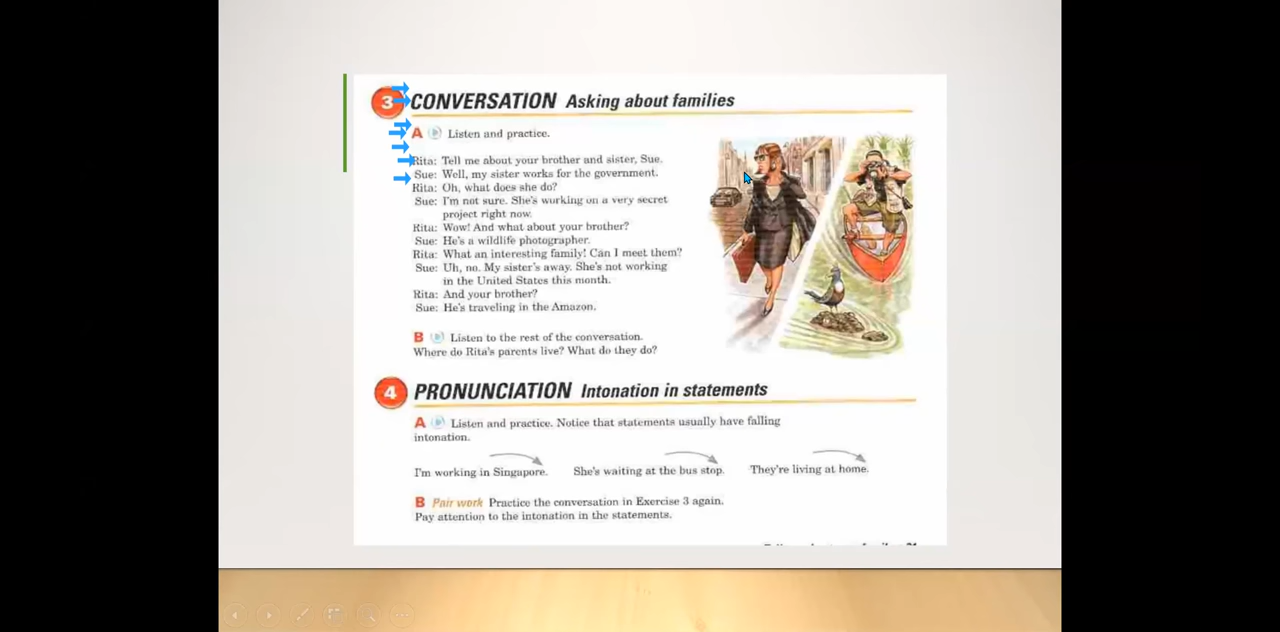 3 CONVERSATION Asking about families
A Listen and practice.
Rita: Tell me about your brother and sister, Sue.
Sue: Well, my sister works for the government.
Rita: Oh, what does she do?
Sue: I'm not sure. She's working on a very secret
project right now.
Rita: Wow! And what about your brother?
Sue: He's a wildlife photographer.
Rita: What an interesting family! Can I meet them?
Sue: Uh, no. My sister's away. She's not working
in the United States this month.
Rita: And your brother?
Sue: He's traveling in the Amazon.
B Listen to the rest of the conversation.
Where do Rita's parents live? What do they do?
4 PRONUNCIATION Intonation in statements
A Listen and practice. Notice that statements usually have falling
intonation.
I'm working in Singapore. She's waiting at the bus stop. They're living at home.
B Pair work Practice the conversation in Exercise 3 again.
Pay attention to the intonation in the statements.